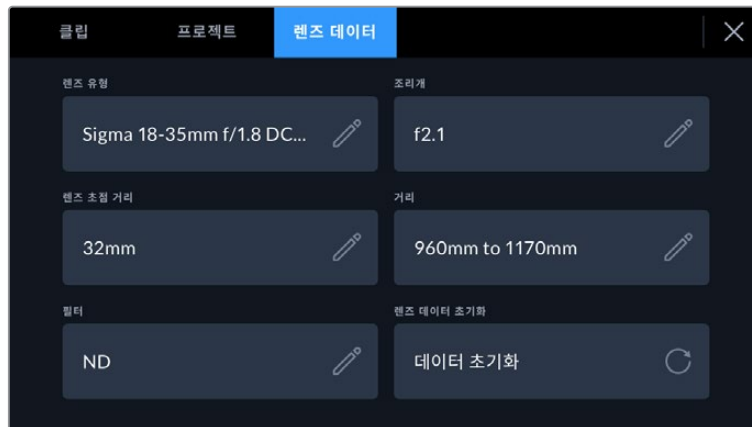 클립 프로젝트 렌즈 데이터
렌즈 유형 조리개
Sigma 18-35mm f/1.8 DC... f2.1
렌즈 초점 거리 거리
32mm 960mm to 1170mm
필터 렌즈 데이터 초기화
ND 데이터 초기화